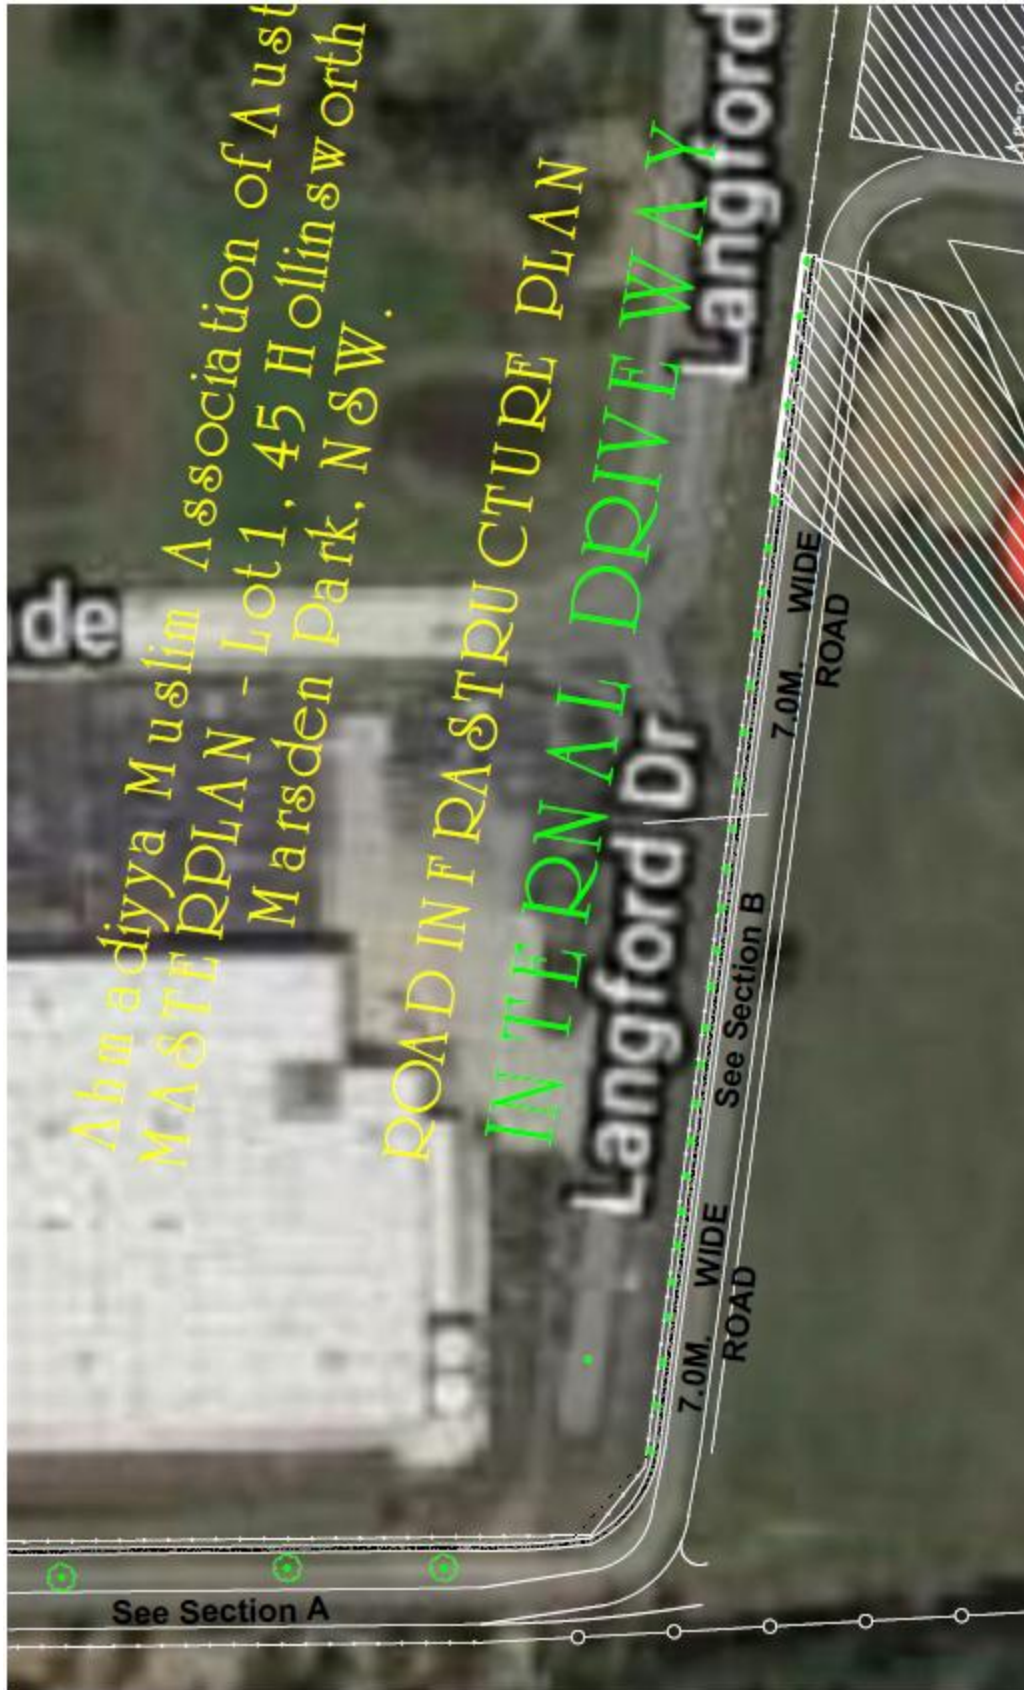 Ahmadiyya Muslim Association of Aust
MASTERPLAN - Lot 1, 45 Hollinsworth
Marsden Park, NSW.
ROAD INFRASTRUCTURE PLAN
INTERNAL DRIVE WAY
de
Langford
Langford Dr
7.0M. WIDE
ROAD
See Section B
7.0M. WIDE
ROAD
See Section A